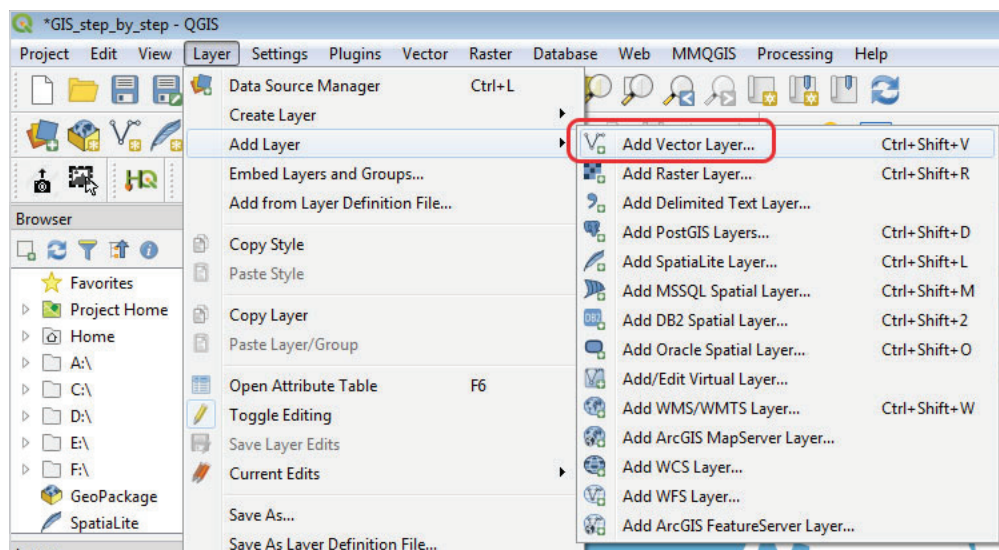 *GIS_step_by_step - QGIS
Project Edit View Layer Settings Plugins Vector Raster Database Web MMQGIS Processing Help
Data Source Manager Ctrl+L
Create Layer
Add Layer
Embed Layers and Groups...
Add from Layer Definition File...
Copy Style
Paste Style
Copy Layer
Paste Layer/Group
Open Attribute Table F6
Toggle Editing
Save Layer Edits
Current Edits
Save As...
Save As Layer Definition File...
Add Vector Layer... Ctrl+Shift+V
Add Raster Layer... Ctrl+Shift+R
Add Delimited Text Layer...
Add PostGIS Layers... Ctrl+Shift+D
Add SpatiaLite Layer... Ctrl+Shift+L
Add MSSQL Spatial Layer... Ctrl+Shift+M
DB2 Add DB2 Spatial Layer... Ctrl+Shift+2
Add Oracle Spatial Layer... Ctrl+Shift+O
Add/Edit Virtual Layer...
Add WMS/WMTS Layer... Ctrl+Shift+W
Add ArcGIS MapServer Layer...
Add WCS Layer...
Add WFS Layer...
Add ArcGIS FeatureServer Layer...
HQ
Browser
Favorites
Project Home
Home
A:\
C:\
D:\
E:\
F:\
GeoPackage
SpatiaLite